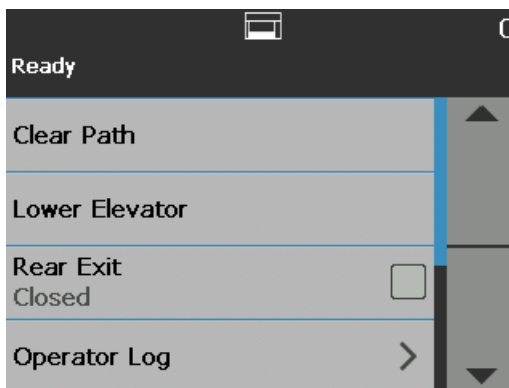 Ready
Clear Path
Lower Elevator
Rear Exit
Closed
Operator Log